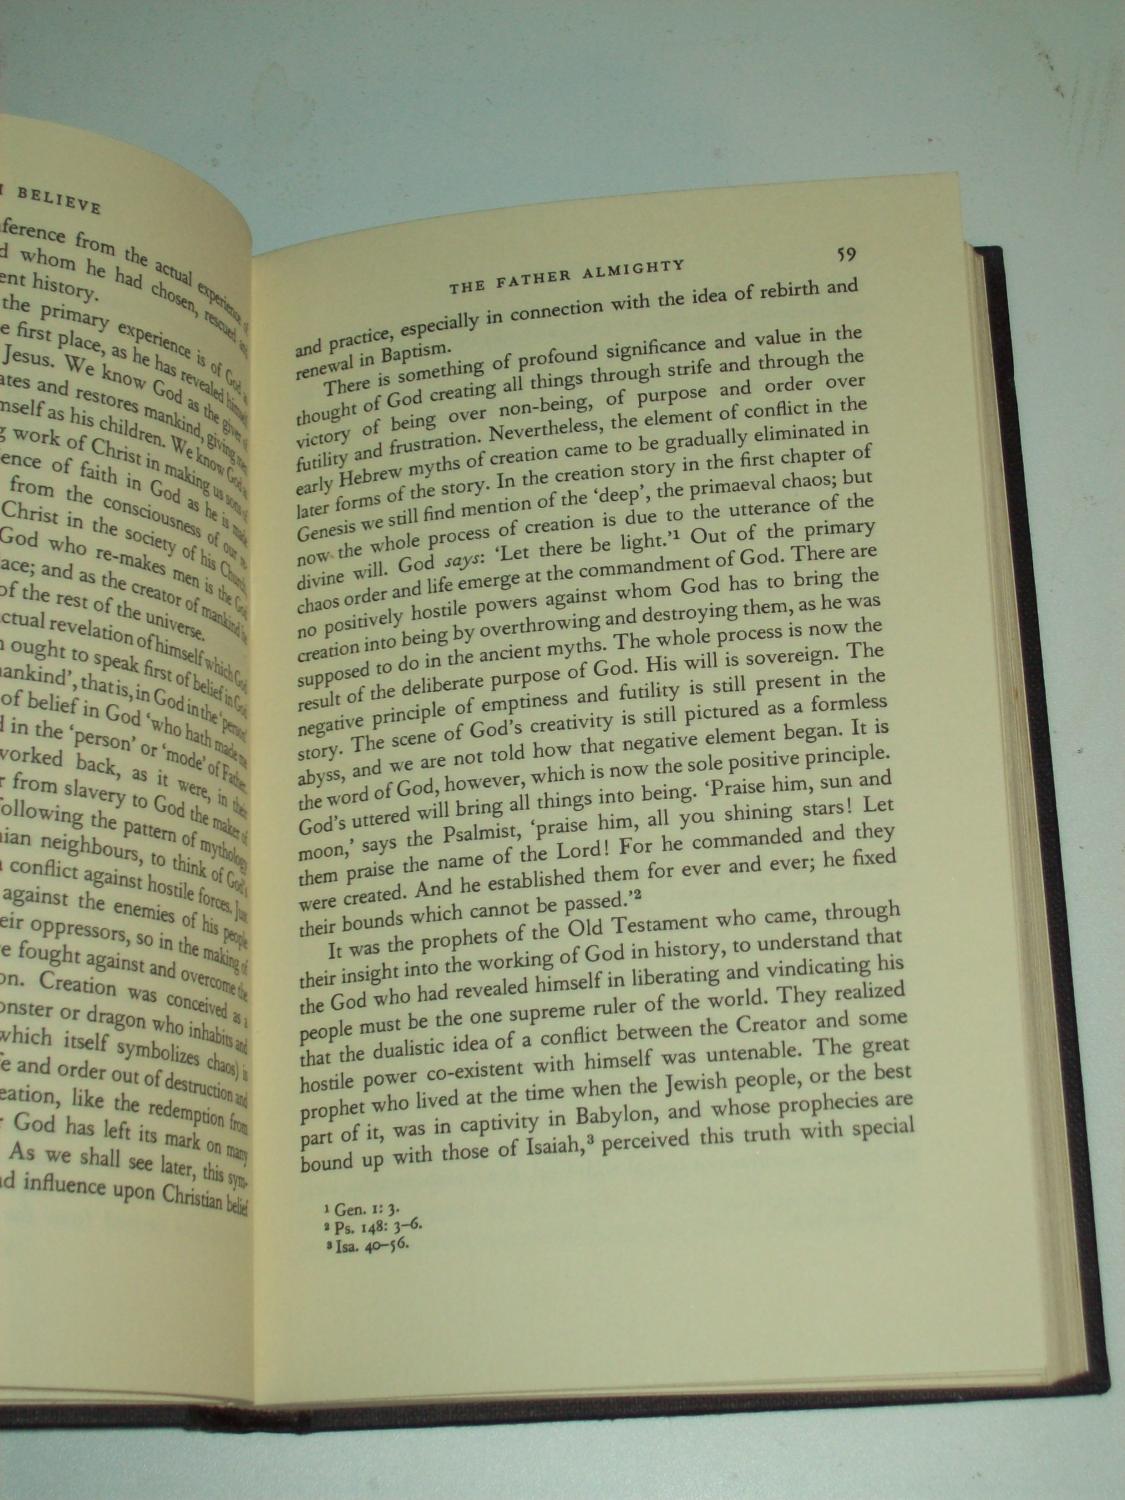 BELIEVE
ference from the actual experience of
d whom he had chosen, rescued and
ent history.
the primary experience is of God, as
e first place, as he has revealed himself
Jesus. We know God as the giver of
ates and restores mankind, giving men
mself as his children. We know God as
g work of Christ in making us sons of
ence of faith in God as he is made
from the consciousness of our re-
Christ in the society of his Church.
God who re-makes men is the God
ace; and as the creator of mankind he
of the rest of the universe.
ctual revelation of himself which God
n ought to speak first of belief in God
mankind', that is, in God in the 'person'
of belief in God 'who hath made me
d in the 'person' or 'mode' of Father.
worked back, as it were, in their
r from slavery to God the maker of
following the pattern of mythology
nian neighbours, to think of God's
n conflict against hostile forces. Just
against the enemies of his people
eir oppressors, so in the making of
e fought against and overcome the
on. Creation was conceived as a
onster or dragon who inhabits and
which itself symbolizes chaos) is
fe and order out of destruction and
eation, like the redemption from
r God has left its mark on many
As we shall see later, this sym-
nd influence upon Christian belief
THE FATHER ALMIGHTY 59
and practice, especially in connection with the idea of rebirth and
renewal in Baptism.
There is something of profound significance and value in the
thought of God creating all things through strife and through the
victory of being over non-being, of purpose and order over
futility and frustration. Nevertheless, the element of conflict in the
early Hebrew myths of creation came to be gradually eliminated in
later forms of the story. In the creation story in the first chapter of
Genesis we still find mention of the 'deep', the primaeval chaos; but
now the whole process of creation is due to the utterance of the
divine will. God says: 'Let there be light.'¹ Out of the primary
chaos order and life emerge at the commandment of God. There are
no positively hostile powers against whom God has to bring the
creation into being by overthrowing and destroying them, as he was
supposed to do in the ancient myths. The whole process is now the
result of the deliberate purpose of God. His will is sovereign. The
negative principle of emptiness and futility is still present in the
story. The scene of God's creativity is still pictured as a formless
abyss, and we are not told how that negative element began. It is
the word of God, however, which is now the sole positive principle.
God's uttered will bring all things into being. 'Praise him, sun and
moon,' says the Psalmist, 'praise him, all you shining stars! Let
them praise the name of the Lord! For he commanded and they
were created. And he established them for ever and ever; he fixed
their bounds which cannot be passed.'²
It was the prophets of the Old Testament who came, through
their insight into the working of God in history, to understand that
the God who had revealed himself in liberating and vindicating his
people must be the one supreme ruler of the world. They realized
that the dualistic idea of a conflict between the Creator and some
hostile power co-existent with himself was untenable. The great
prophet who lived at the time when the Jewish people, or the best
part of it, was in captivity in Babylon, and whose prophecies are
bound up with those of Isaiah,³ perceived this truth with special
¹ Gen. 1: 3.
² Ps. 148: 3–6.
³ Isa. 40–56.